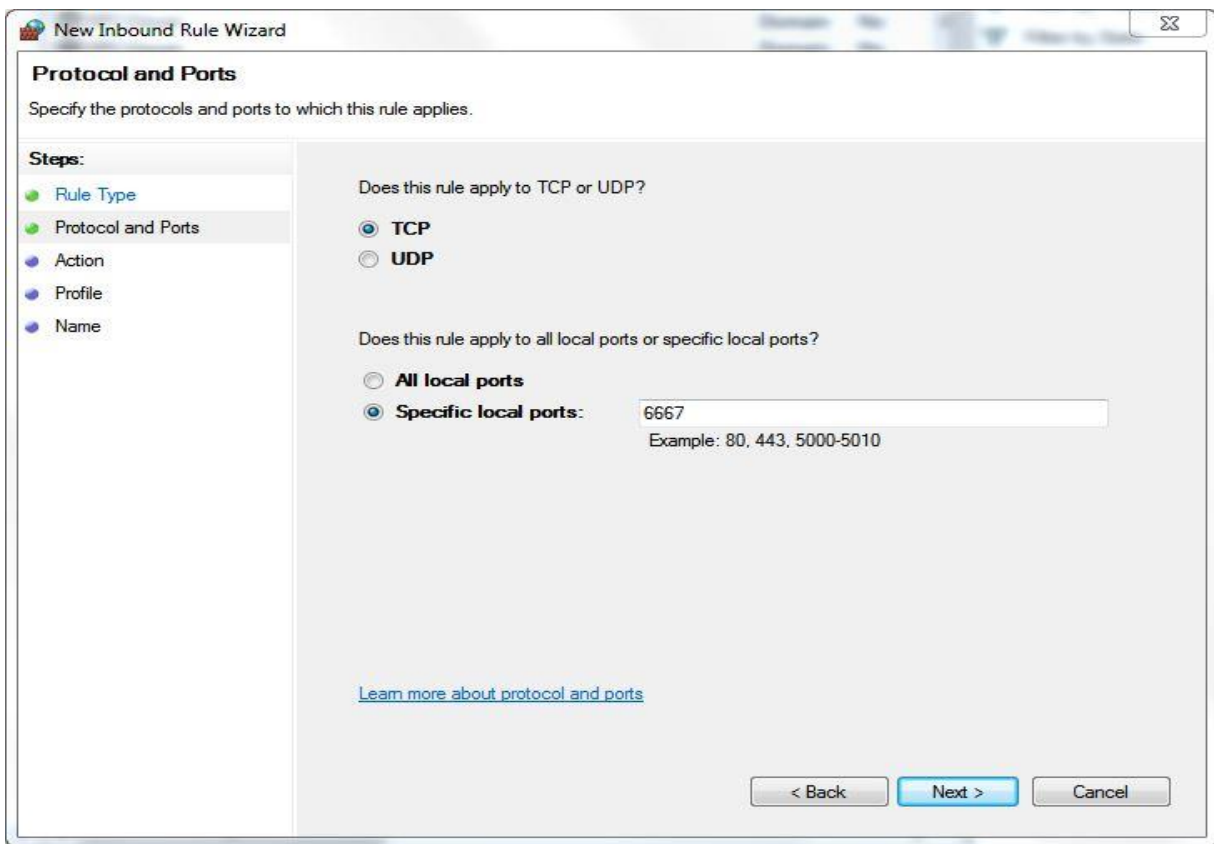 New Inbound Rule Wizard
Protocol and Ports
Specify the protocols and ports to which this rule applies.
Steps:
Rule Type
Protocol and Ports
Action
Profile
Name
Does this rule apply to TCP or UDP?
TCP
UDP
Does this rule apply to all local ports or specific local ports?
All local ports
Specific local ports: 6667
Example: 80, 443, 5000-5010
Learn more about protocol and ports
< Back Next > Cancel